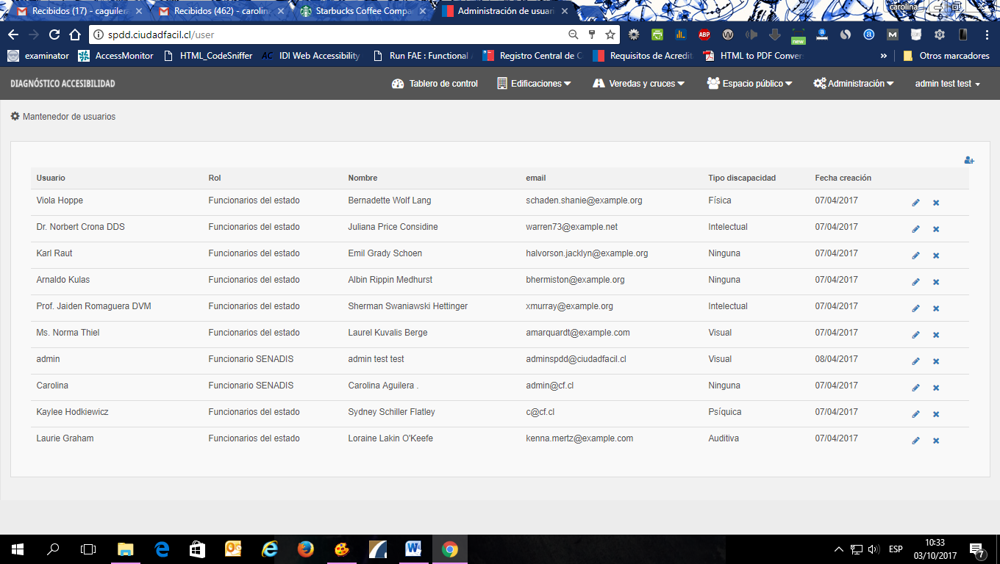 Recibidos (17) - caguilera
Recibidos (462) - carolin
Starbucks Coffee Compa
Administración de usuari
carolina
spdd.ciudadfacil.cl/user
ABP
new
examinator
AccessMonitor
HTML_CodeSniffer
AC IDI Web Accessibility
Run FAE : Functional
Registro Central de C
Requisitos de Acredit
HTML to PDF Conver
»
Otros marcadores
DIAGNÓSTICO ACCESIBILIDAD
Tablero de control
Edificaciones
Veredas y cruces
Espacio público
Administración
admin test test
Mantenedor de usuarios
Usuario Rol Nombre email Tipo discapacidad Fecha creación
Viola Hoppe Funcionarios del estado Bernadette Wolf Lang schaden.shanie@example.org Física 07/04/2017
Dr. Norbert Crona DDS Funcionarios del estado Juliana Price Considine warren73@example.net Intelectual 07/04/2017
Karl Raut Funcionarios del estado Emil Grady Schoen halvorson.jacklyn@example.org Ninguna 07/04/2017
Arnaldo Kulas Funcionarios del estado Albin Rippin Medhurst bhermiston@example.org Ninguna 07/04/2017
Prof. Jaiden Romaguera DVM Funcionarios del estado Sherman Swaniawski Hettinger xmurray@example.org Intelectual 07/04/2017
Ms. Norma Thiel Funcionarios del estado Laurel Kuvalis Berge amarquardt@example.com Visual 07/04/2017
admin Funcionario SENADIS admin test test adminspdd@ciudadfacil.cl Visual 08/04/2017
Carolina Funcionario SENADIS Carolina Aguilera . admin@cf.cl Ninguna 07/04/2017
Kaylee Hodkiewicz Funcionarios del estado Sydney Schiller Flatley c@cf.cl Psíquica 07/04/2017
Laurie Graham Funcionarios del estado Loraine Lakin O'Keefe kenna.mertz@example.com Auditiva 07/04/2017
ESP
10:33
03/10/2017
7